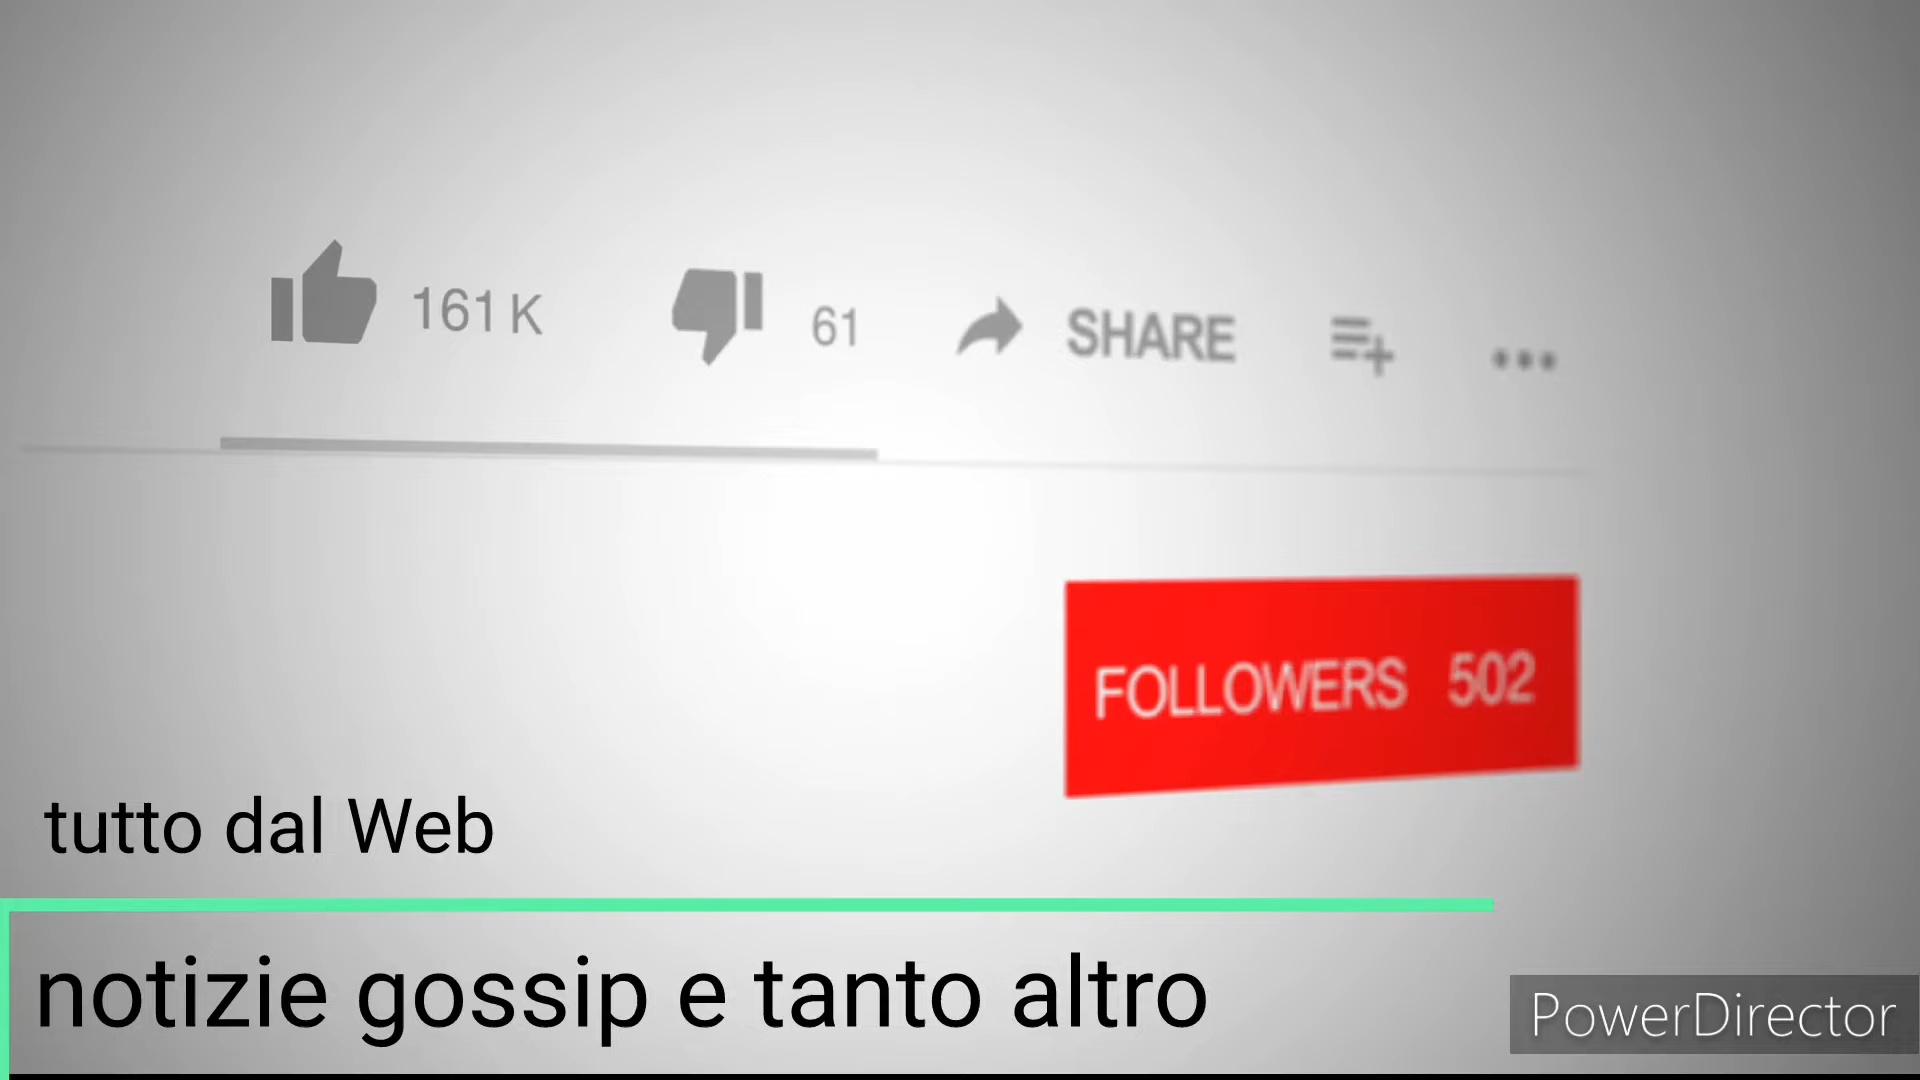 161 K 61 SHARE
FOLLOWERS 502
tutto dal Web
notizie gossip e tanto altro
PowerDirector